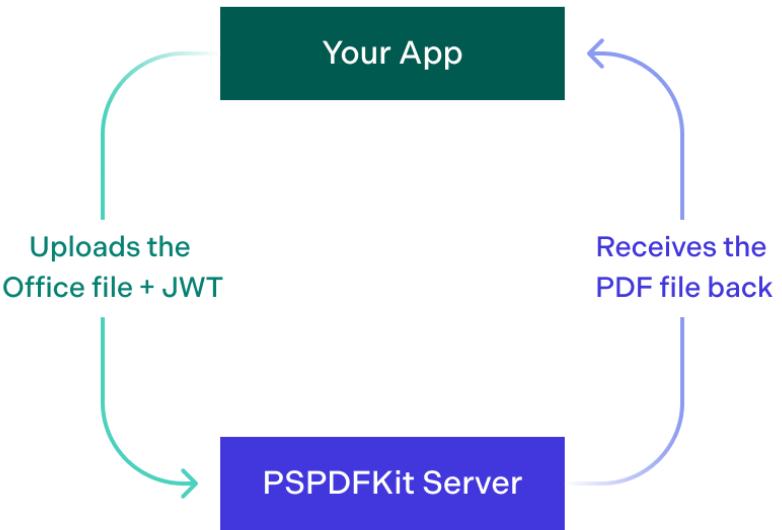 Your App
Uploads the
Office file + JWT
Receives the
PDF file back
PSPDFKit Server